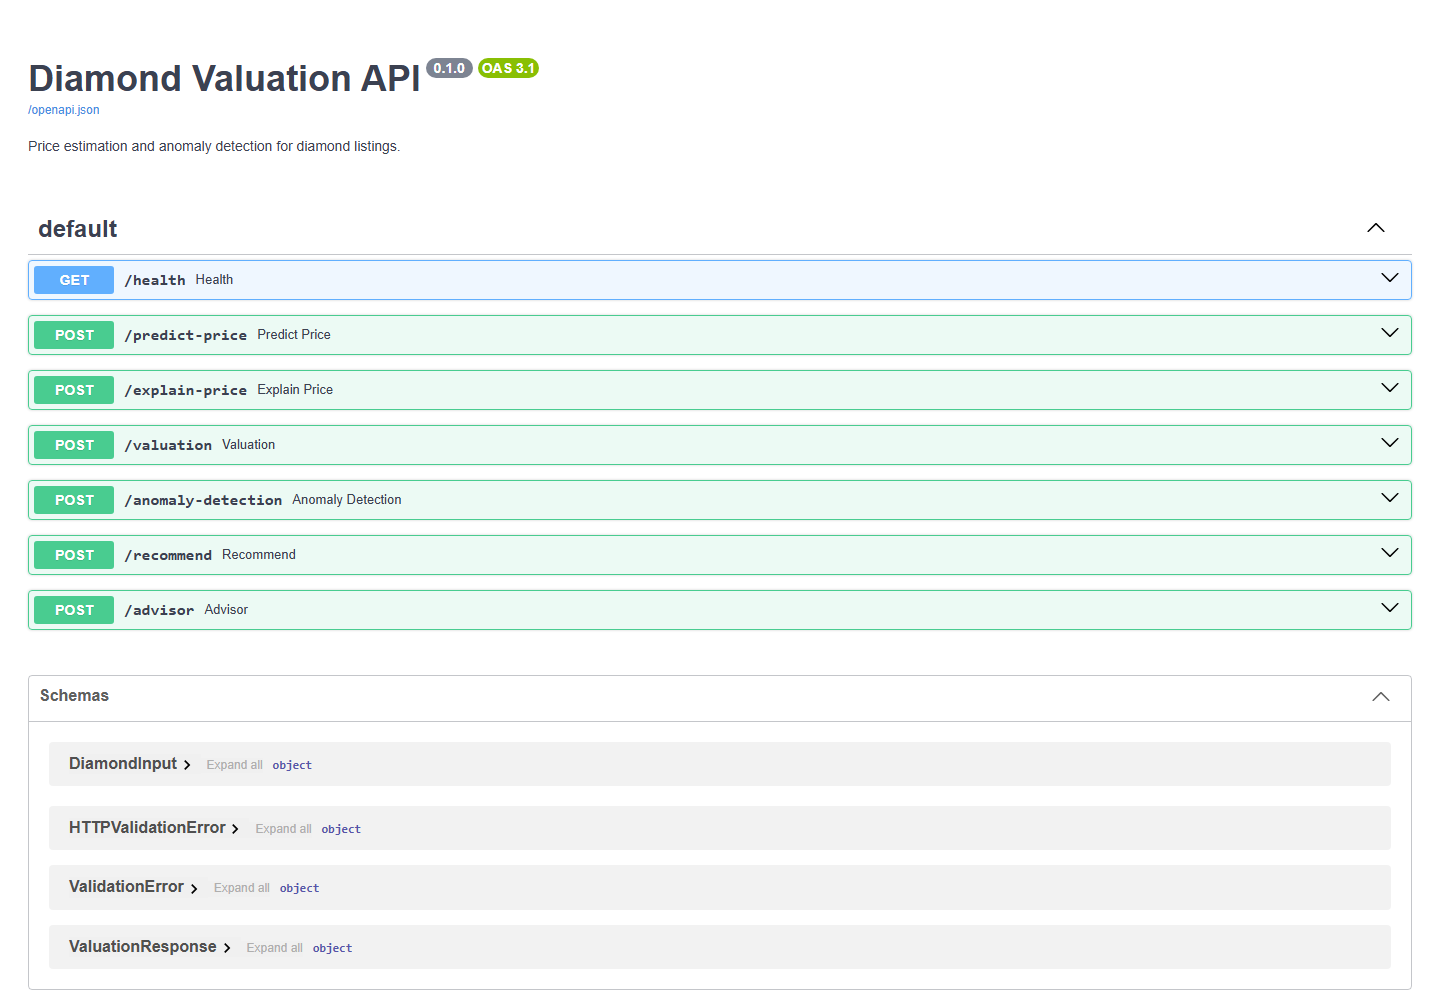 Diamond Valuation API 0.1.0 OAS 3.1
/openapi.json
Price estimation and anomaly detection for diamond listings.
default
GET /health Health
POST /predict-price Predict Price
POST /explain-price Explain Price
POST /valuation Valuation
POST /anomaly-detection Anomaly Detection
POST /recommend Recommend
POST /advisor Advisor
Schemas
DiamondInput Expand all object
HTTPValidationError Expand all object
ValidationError Expand all object
ValuationResponse Expand all object